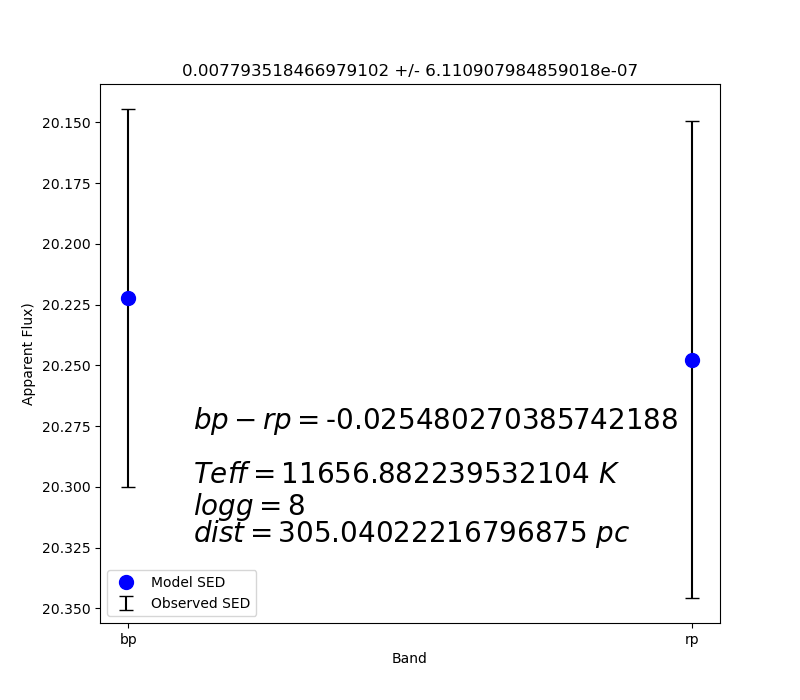 0.007793518466979102 +/- 6.110907984859018e-07
20.150
20.175
20.200
20.225
20.250
20.275
20.300
20.325
20.350
Apparent Flux)
bp − rp = -0.025480270385742188
Teff = 11656.882239532104 K
logg = 8
dist = 305.04022216796875 pc
Model SED
Observed SED
bp
rp
Band